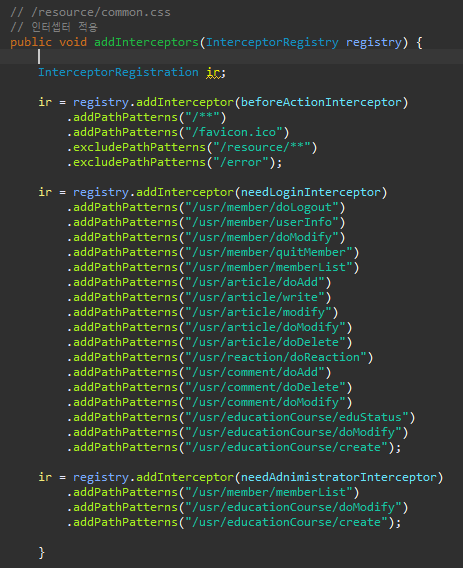 // /resource/common.css
// 인터셉터 적용
public void addInterceptors(InterceptorRegistry registry) {
InterceptorRegistration ir;
ir = registry.addInterceptor(beforeActionInterceptor)
.addPathPatterns("/**")
.addPathPatterns("/favicon.ico")
.excludePathPatterns("/resource/**")
.excludePathPatterns("/error");
ir = registry.addInterceptor(needLoginInterceptor)
.addPathPatterns("/usr/member/doLogout")
.addPathPatterns("/usr/member/userInfo")
.addPathPatterns("/usr/member/doModify")
.addPathPatterns("/usr/member/quitMember")
.addPathPatterns("/usr/member/memberList")
.addPathPatterns("/usr/article/doAdd")
.addPathPatterns("/usr/article/write")
.addPathPatterns("/usr/article/modify")
.addPathPatterns("/usr/article/doModify")
.addPathPatterns("/usr/article/doDelete")
.addPathPatterns("/usr/reaction/doReaction")
.addPathPatterns("/usr/comment/doAdd")
.addPathPatterns("/usr/comment/doDelete")
.addPathPatterns("/usr/comment/doModify")
.addPathPatterns("/usr/educationCourse/eduStatus")
.addPathPatterns("/usr/educationCourse/doModify")
.addPathPatterns("/usr/educationCourse/create");
ir = registry.addInterceptor(needAdnimistratorInterceptor)
.addPathPatterns("/usr/member/memberList")
.addPathPatterns("/usr/educationCourse/doModify")
.addPathPatterns("/usr/educationCourse/create");
}